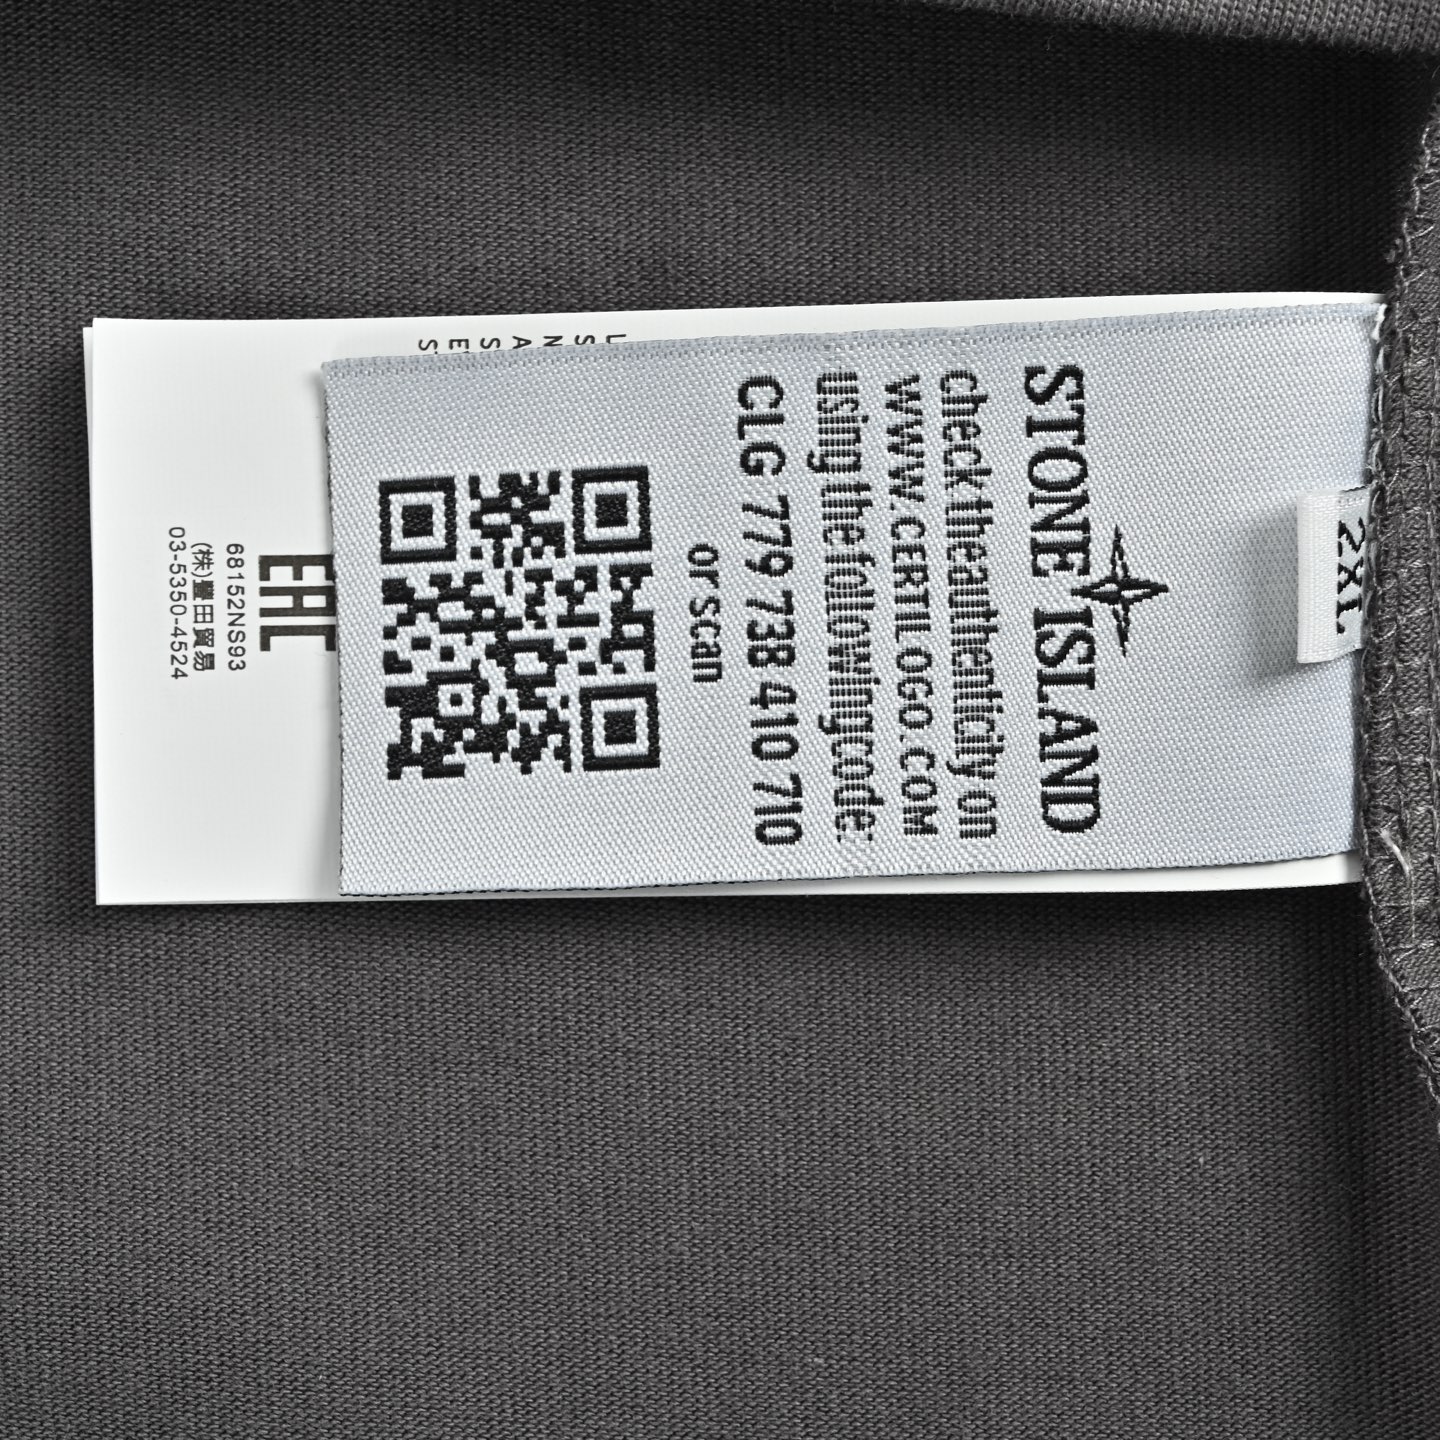 2XL
STONE ISLAND
check the authenticity on
WWW.CERTILOGO.COM
using the following code:
CLG 779 738 410 710
or scan
EAC
68152NS93
(株)豐田貿易
03-5350-4524